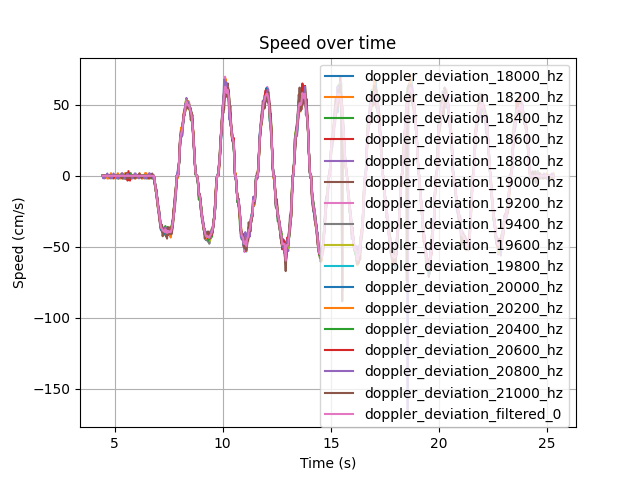 Speed over time
doppler_deviation_18000_hz
doppler_deviation_18200_hz
doppler_deviation_18400_hz
doppler_deviation_18600_hz
doppler_deviation_18800_hz
doppler_deviation_19000_hz
doppler_deviation_19200_hz
doppler_deviation_19400_hz
doppler_deviation_19600_hz
doppler_deviation_19800_hz
doppler_deviation_20000_hz
doppler_deviation_20200_hz
doppler_deviation_20400_hz
doppler_deviation_20600_hz
doppler_deviation_20800_hz
doppler_deviation_21000_hz
doppler_deviation_filtered_0
50
0
−50
−100
−150
Speed (cm/s)
5 10 15 20 25
Time (s)